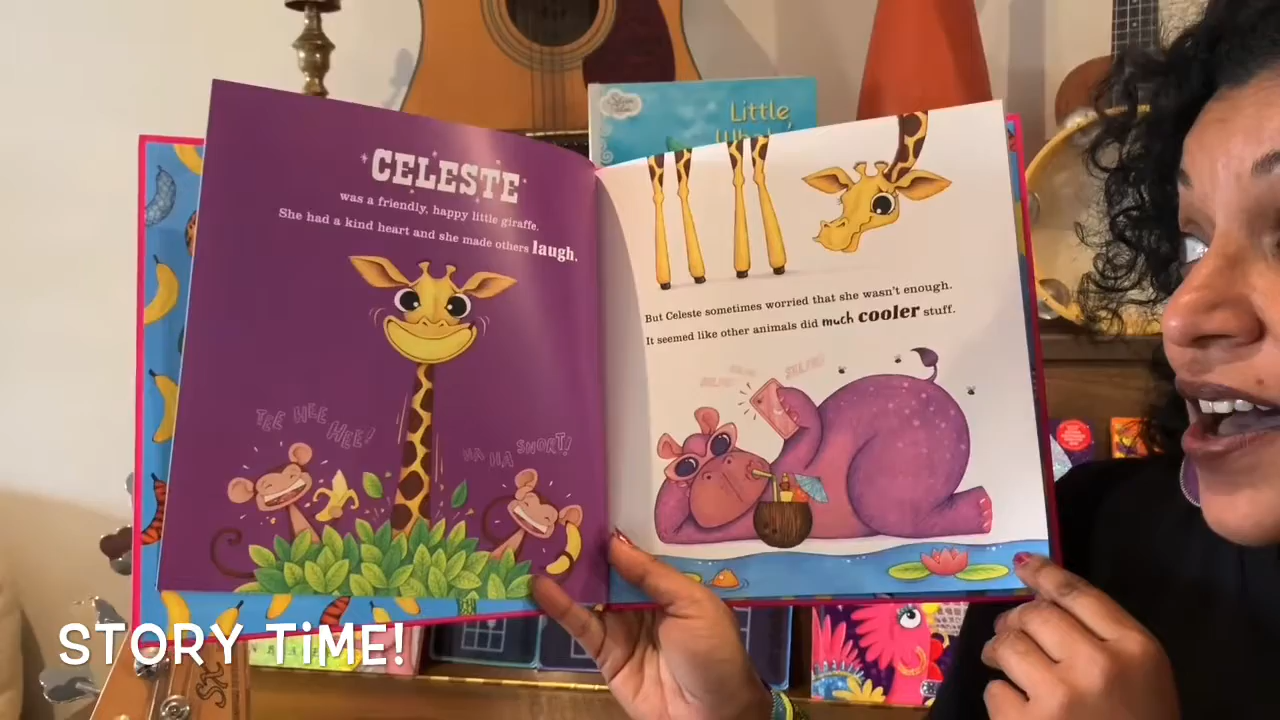 Little
CELESTE
was a friendly, happy little giraffe.
She had a kind heart and she made others laugh.
TEE HEE HEE!
HA HA SNORT!
But Celeste sometimes worried that she wasn't enough.
It seemed like other animals did much cooler stuff.
SELFIE!
STORY TIME!